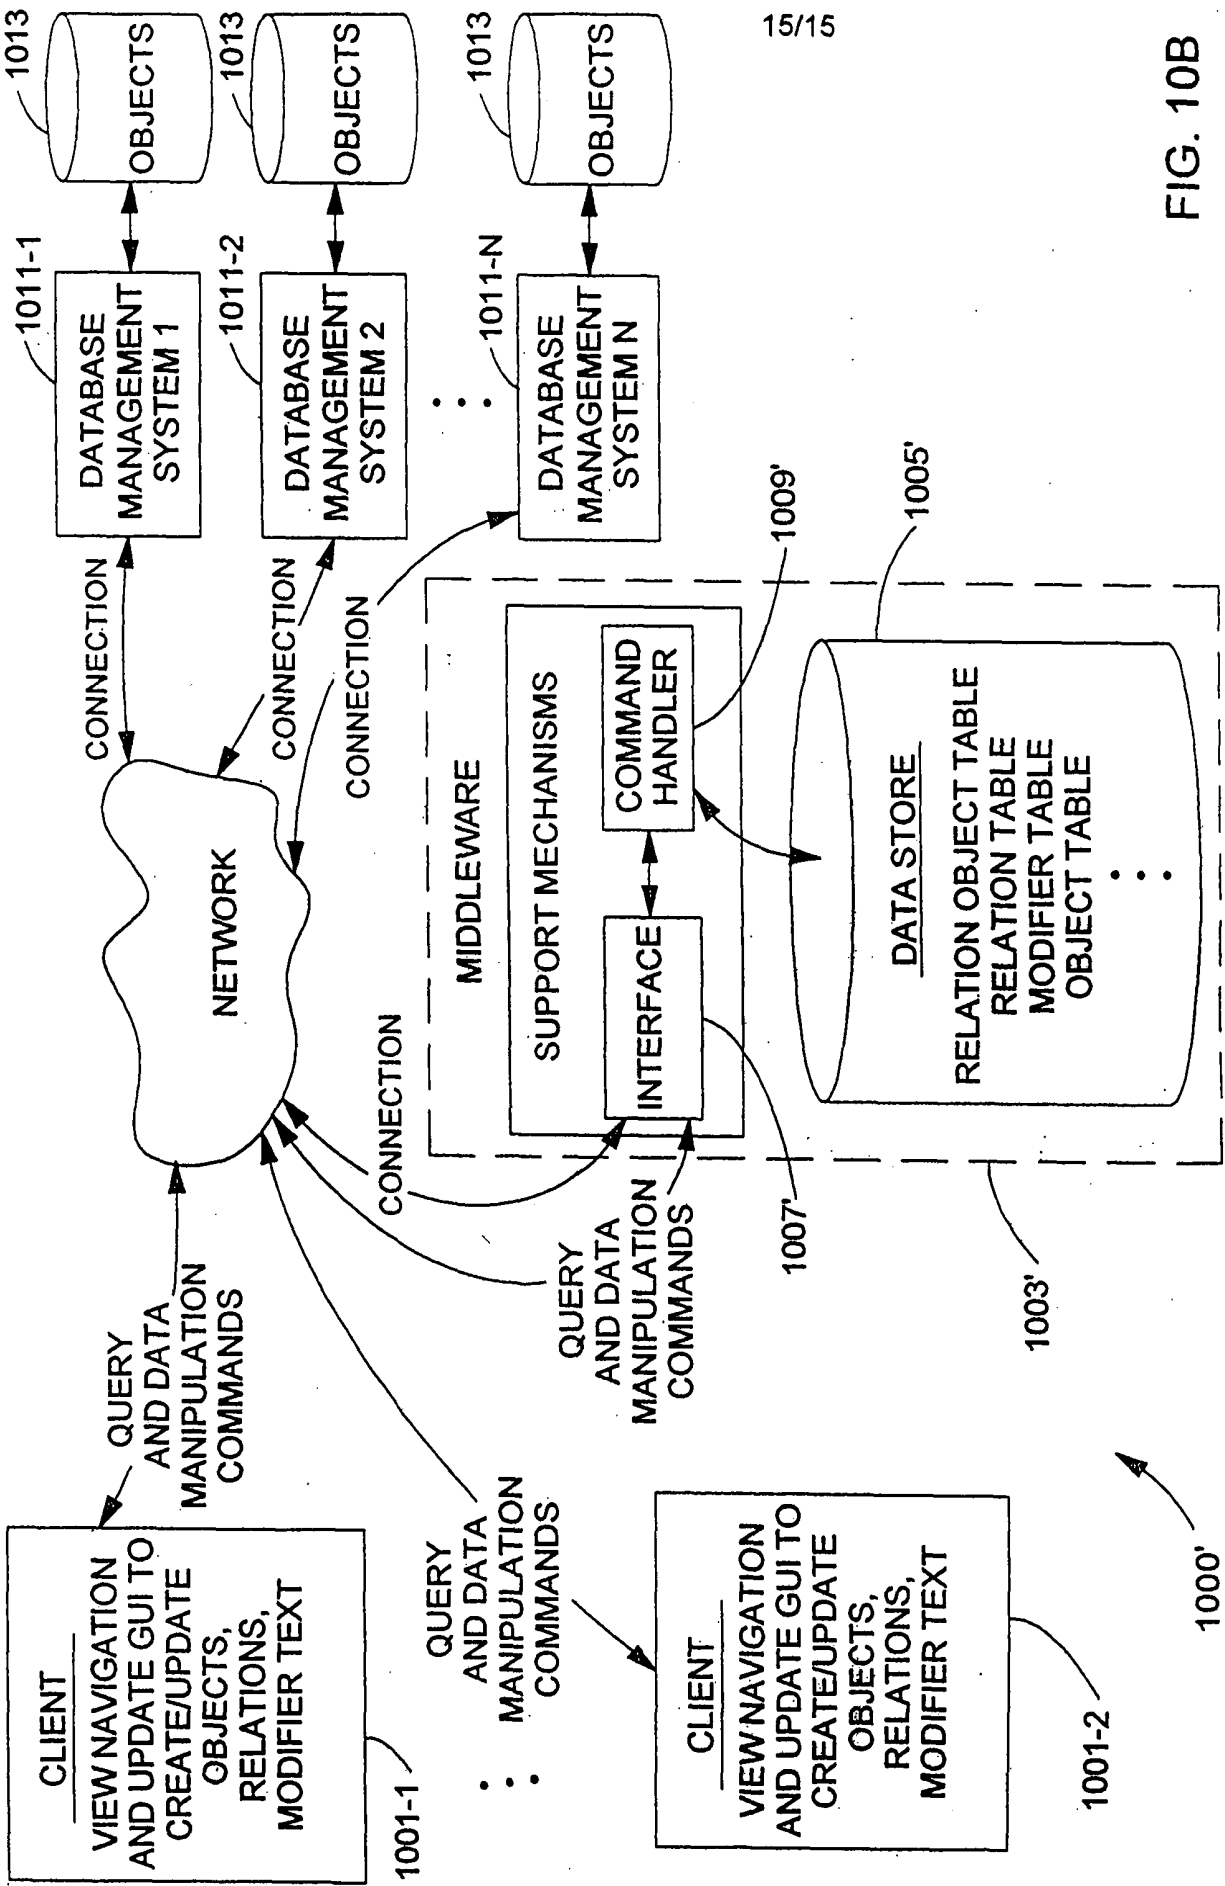 15/15
CLIENT
VIEW NAVIGATION
AND UPDATE GUI TO
CREATE/UPDATE
OBJECTS,
RELATIONS,
MODIFIER TEXT
1001-1
QUERY
AND DATA
MANIPULATION
COMMANDS
NETWORK
CONNECTION
DATABASE
MANAGEMENT
SYSTEM 1
1011-1
OBJECTS
1013
CONNECTION
DATABASE
MANAGEMENT
SYSTEM 2
1011-2
OBJECTS
1013
CONNECTION
DATABASE
MANAGEMENT
SYSTEM N
1011-N
OBJECTS
1013
QUERY
AND DATA
MANIPULATION
COMMANDS
CLIENT
VIEW NAVIGATION
AND UPDATE GUI TO
CREATE/UPDATE
OBJECTS,
RELATIONS,
MODIFIER TEXT
1001-2
CONNECTION
QUERY
AND DATA
MANIPULATION
COMMANDS
MIDDLEWARE
SUPPORT MECHANISMS
INTERFACE
1007'
COMMAND
HANDLER
1009'
DATA STORE
RELATION OBJECT TABLE
RELATION TABLE
MODIFIER TABLE
OBJECT TABLE
1005'
1003'
1000'
FIG. 10B